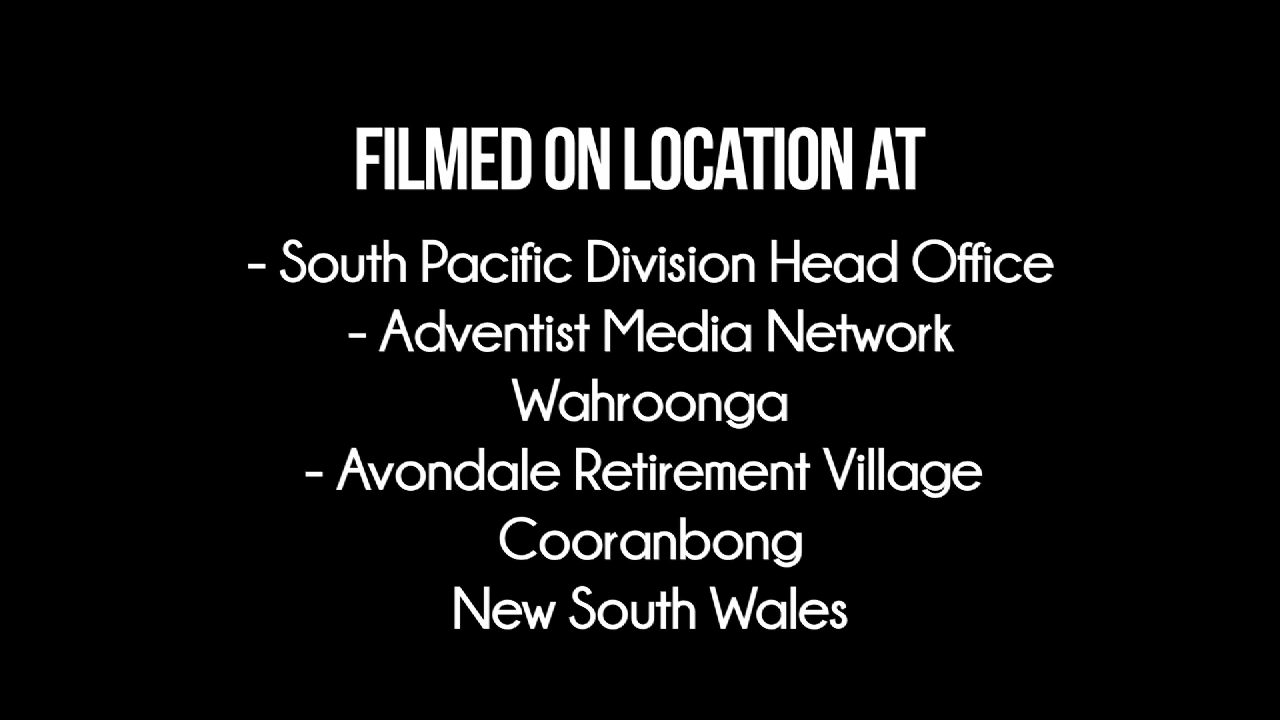 FILMED ON LOCATION AT
- South Pacific Division Head Office
- Adventist Media Network
Wahroonga
- Avondale Retirement Village
Cooranbong
New South Wales